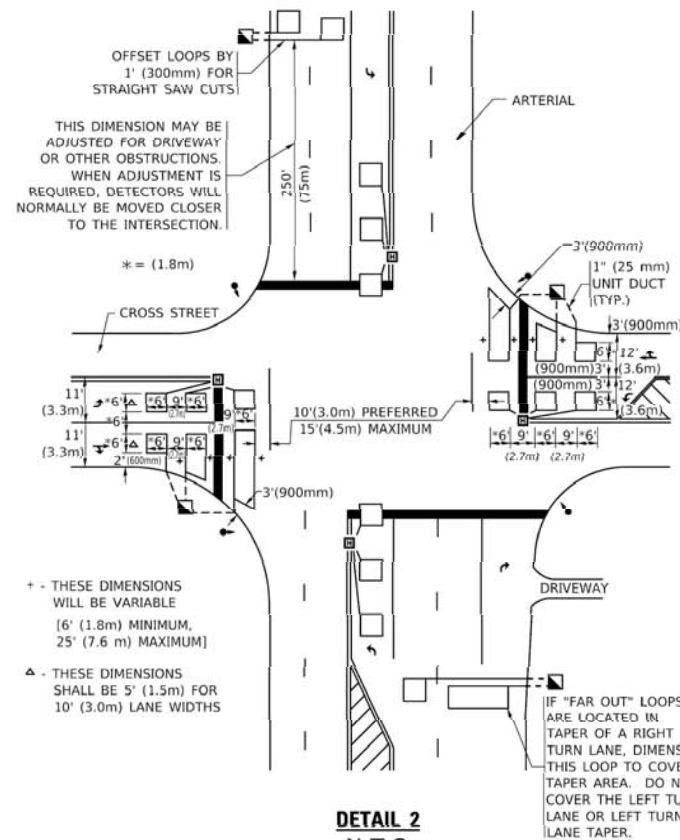 OFFSET LOOPS BY
1' (300mm) FOR
STRAIGHT SAW CUTS
THIS DIMENSION MAY BE
ADJUSTED FOR DRIVEWAY
OR OTHER OBSTRUCTIONS.
WHEN ADJUSTMENT IS
REQUIRED, DETECTORS WILL
NORMALLY BE MOVED CLOSER
TO THE INTERSECTION.
* = (1.8m)
250'
(75m)
ARTERIAL
3'(900mm)
1" (25 mm)
UNIT DUCT
(TYP.)
3'(900mm)
CROSS STREET
6'
12'
(3.6m)
(900mm) 3'
(900mm) 3'
12'
6'
(3.6m)
*6' 9' *6' 9' *6'
(2.7m) (2.7m)
11'
(3.3m)
*6' △
*6' 9' *6'
(2.7m)
*6'
9' *6'
(2.7m)
11'
(3.3m)
*6' △
*6' 9' *6'
2' (600mm)
10'(3.0m) PREFERRED
15'(4.5m) MAXIMUM
3'(900mm)
+ - THESE DIMENSIONS
WILL BE VARIABLE
[6' (1.8m) MINIMUM,
25' (7.6 m) MAXIMUM]
△ - THESE DIMENSIONS
SHALL BE 5' (1.5m) FOR
10' (3.0m) LANE WIDTHS
DRIVEWAY
IF "FAR OUT" LOOPS
ARE LOCATED IN
TAPER OF A RIGHT
TURN LANE, DIMENS
THIS LOOP TO COVE
TAPER AREA. DO N
COVER THE LEFT TU
LANE OR LEFT TURN
LANE TAPER.
DETAIL 2
N.T.S.